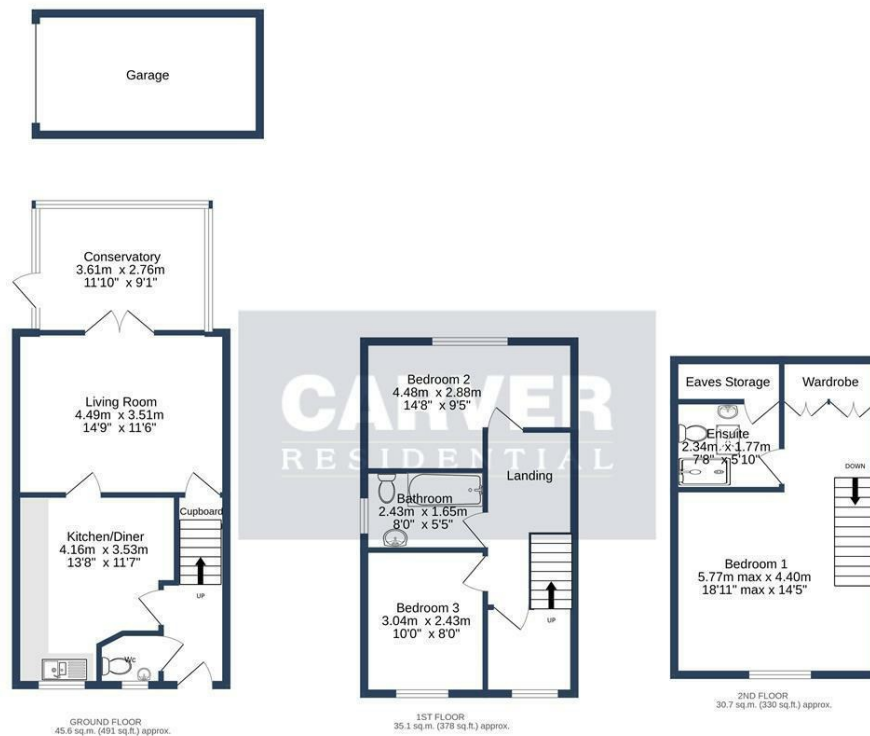 Garage
Conservatory
3.61m x 2.76m
11'10" x 9'1"
Living Room
4.49m x 3.51m
14'9" x 11'6"
Cupboard
Kitchen/Diner
4.16m x 3.53m
13'8" x 11'7"
UP
Wc
GROUND FLOOR
45.6 sq.m. (491 sq.ft.) approx.
CARVER
RESIDENTIAL
Bedroom 2
4.48m x 2.88m
14'8" x 9'5"
Landing
Bathroom
2.43m x 1.65m
8'0" x 5'5"
Bedroom 3
3.04m x 2.43m
10'0" x 8'0"
UP
1ST FLOOR
35.1 sq.m. (378 sq.ft.) approx.
Eaves Storage
Wardrobe
Ensuite
2.34m x 1.77m
7'8" x 5'10"
DOWN
Bedroom 1
5.77m max x 4.40m
18'11" max x 14'5"
2ND FLOOR
30.7 sq.m. (330 sq.ft.) approx.